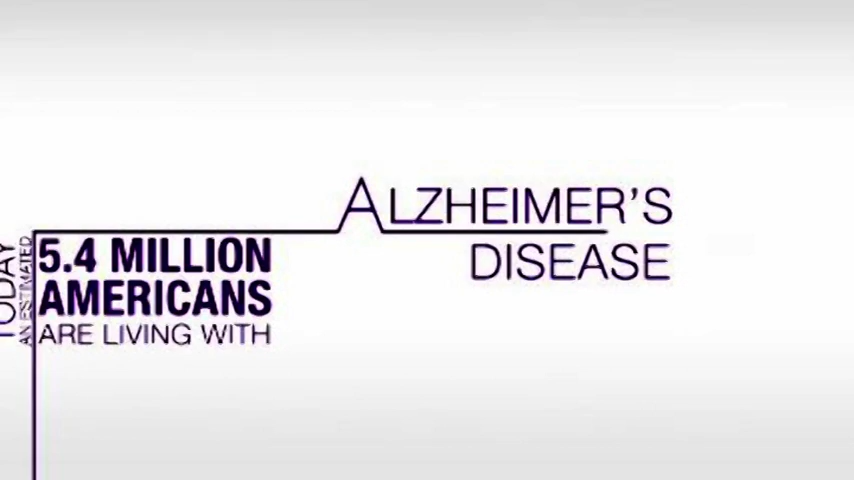 TODAY
AN ESTIMATED
5.4 MILLION
AMERICANS
ARE LIVING WITH
ALZHEIMER'S
DISEASE